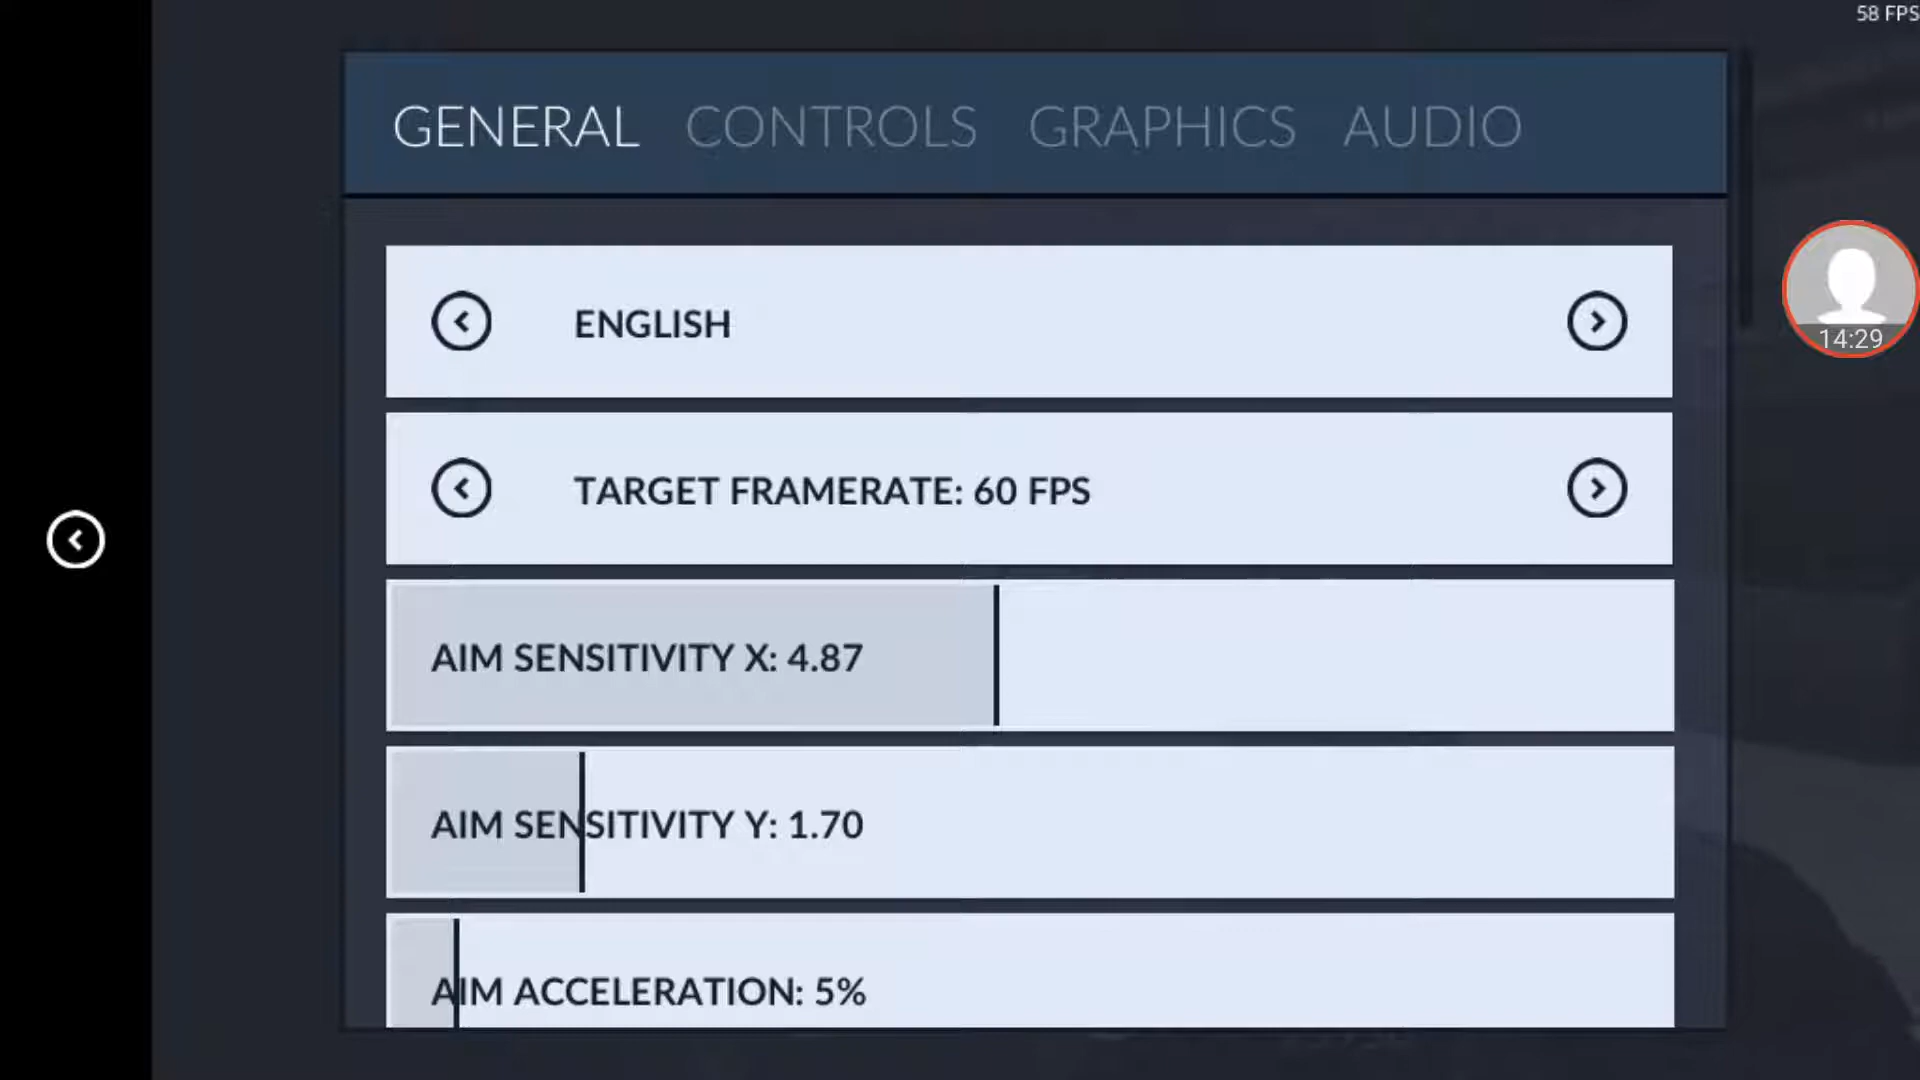 58 FPS
GENERAL CONTROLS GRAPHICS AUDIO
ENGLISH
14:29
TARGET FRAMERATE: 60 FPS
AIM SENSITIVITY X: 4.87
AIM SENSITIVITY Y: 1.70
AIM ACCELERATION: 5%